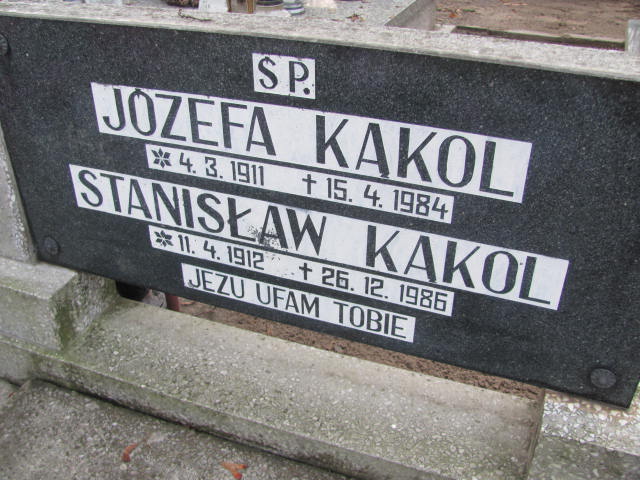 Ś.P.
JÓZEFA KĄKOL
* 4. 3. 1911 + 15. 4. 1984
STANISŁAW KĄKOL
* 11. 4. 1912 + 26. 12. 1986
JEZU UFAM TOBIE